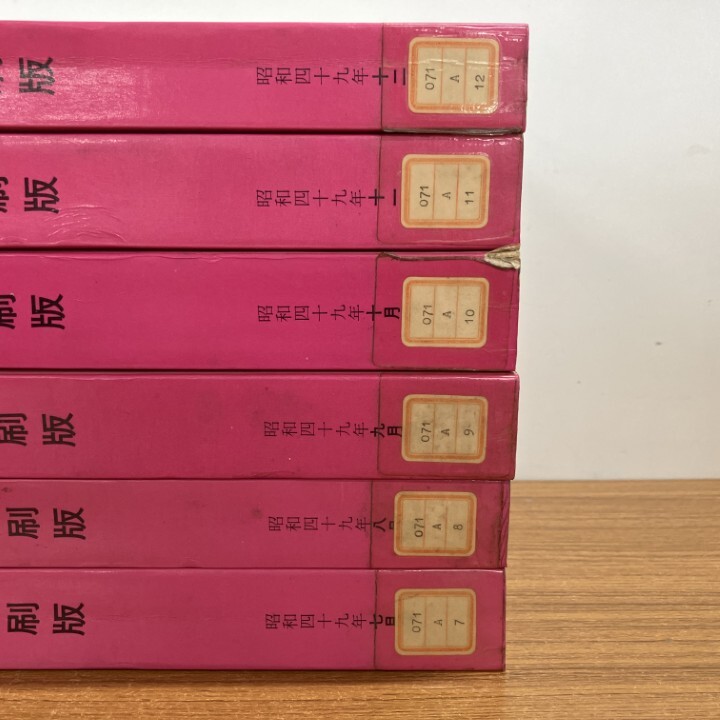 版
昭和四十九年十二
071
A
12
刷版
昭和四十九年十一
071
A
11
刷版
昭和四十九年十月
071
A
10
刷版
昭和四十九年九月
071
A
9
刷版
昭和四十九年八
071
A
8
刷版
昭和四十九年七
071
A
7